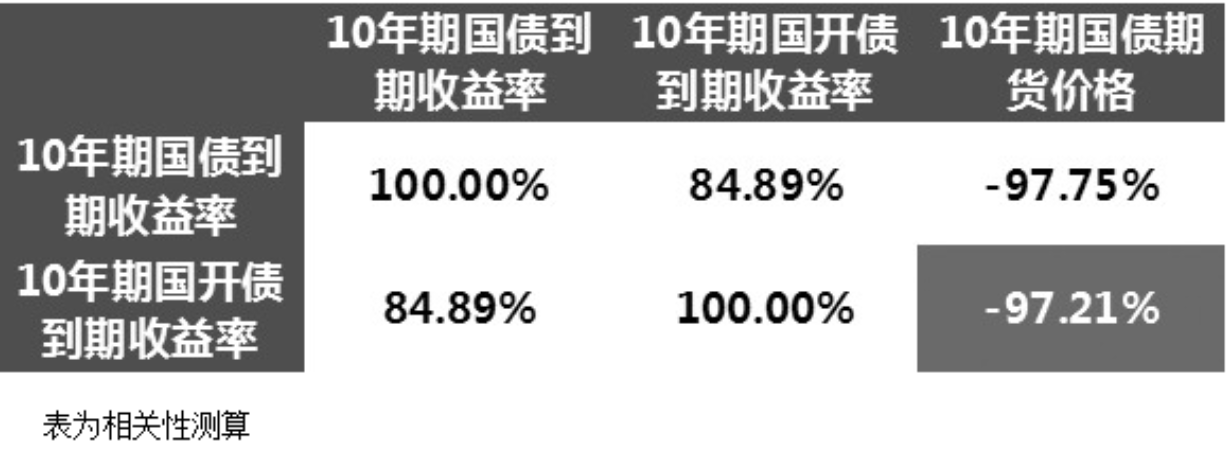 10年期国债到 10年期国开债 10年期国债期
期收益率 到期收益率 货价格
10年期国债到
期收益率
100.00% 84.89% -97.75%
10年期国开债
到期收益率
84.89% 100.00% -97.21%
表为相关性测算